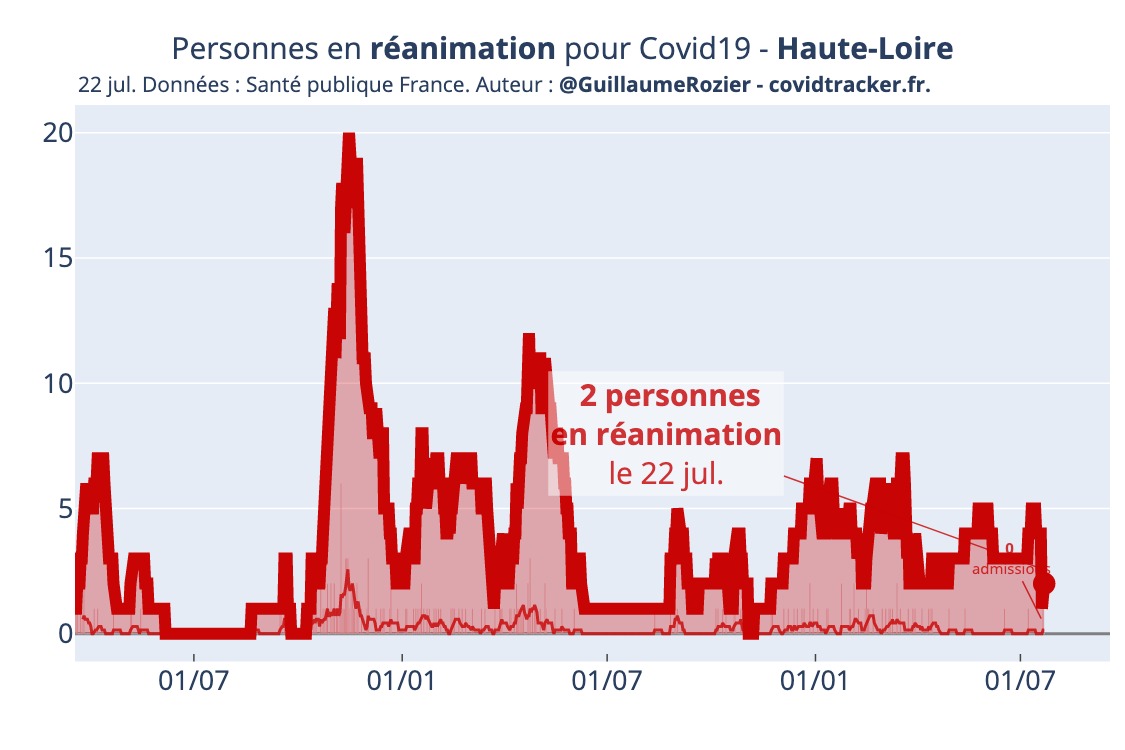 Personnes en réanimation pour Covid19 - Haute-Loire
22 jul. Données : Santé publique France. Auteur : @GuillaumeRozier - covidtracker.fr.
20
15
10
5
0
2 personnes
en réanimation
le 22 jul.
0
admissions
01/07
01/01
01/07
01/01
01/07